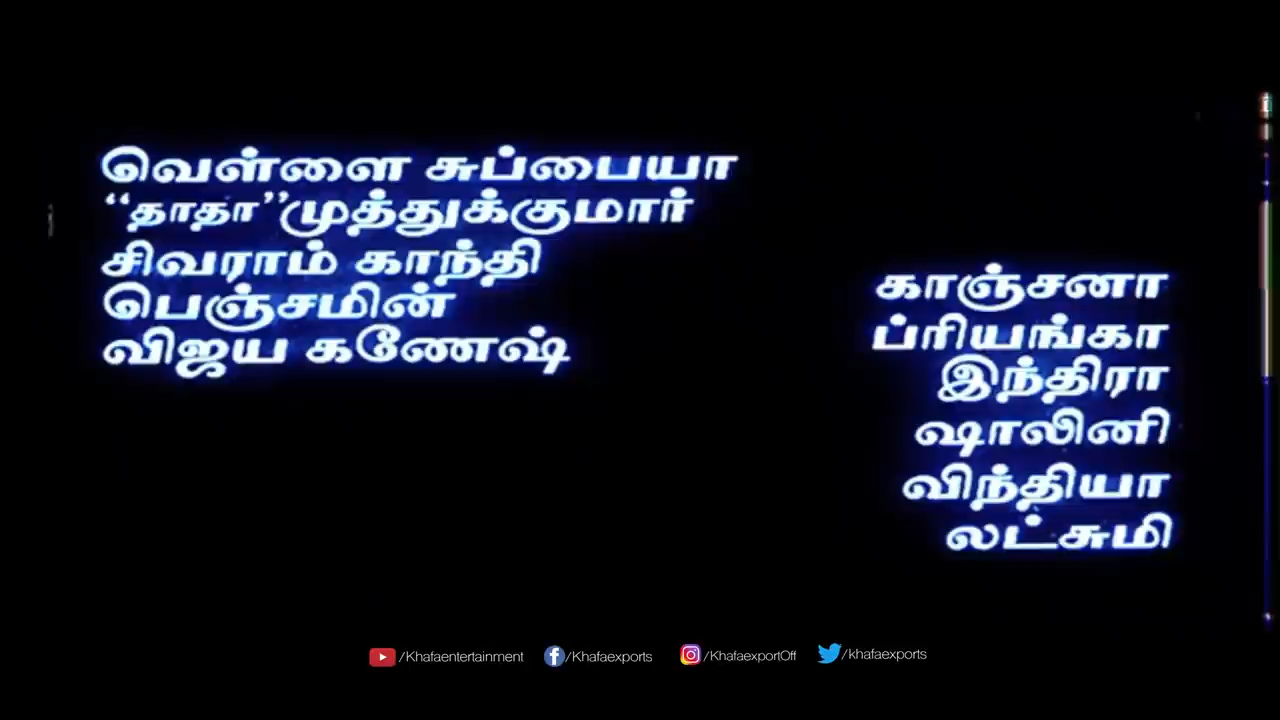 வெள்ளை சுப்பையா
“தாதா”முத்துக்குமார்
சிவராம் காந்தி
பெஞ்சமின்
விஜய கணேஷ்
காஞ்சனா
ப்ரியங்கா
இந்திரா
ஷாலினி
விந்தியா
லட்சுமி
/Khafaentertainment /Khafaexports /KhafaexportOff /khafaexports